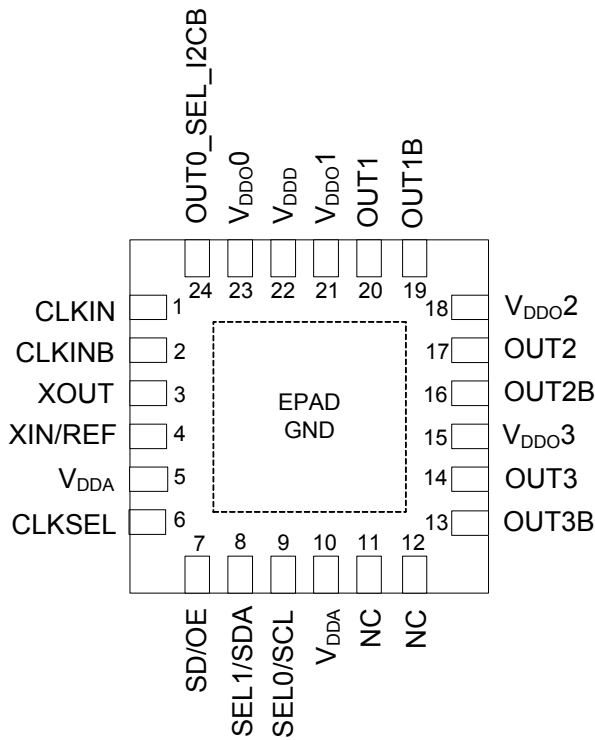 OUT0_SEL_I2CB
VDDO0
VDDD
VDDO1
OUT1
OUT1B
24
23
22
21
20
19
CLKIN 1
CLKINB 2
XOUT 3
XIN/REF 4
VDDA 5
CLKSEL 6
18 VDDO2
17 OUT2
16 OUT2B
15 VDDO3
14 OUT3
13 OUT3B
EPAD
GND
7
8
9
10
11
12
SD/OE
SEL1/SDA
SEL0/SCL
VDDA
NC
NC